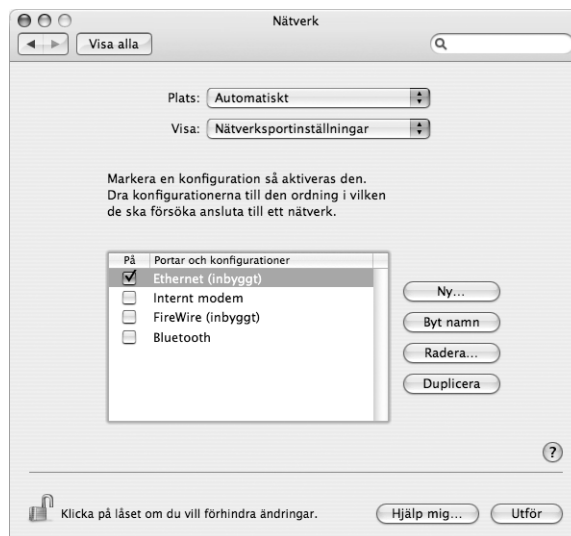 Nätverk
Visa alla
Plats: Automatiskt
Visa: Nätverksportinställningar
Markera en konfiguration så aktiveras den.
Dra konfigurationerna till den ordning i vilken
de ska försöka ansluta till ett nätverk.
På Portar och konfigurationer
Ethernet (inbyggt)
Internt modem
FireWire (inbyggt)
Bluetooth
Ny...
Byt namn
Radera...
Duplicera
?
Klicka på låset om du vill förhindra ändringar.
Hjälp mig...
Utför